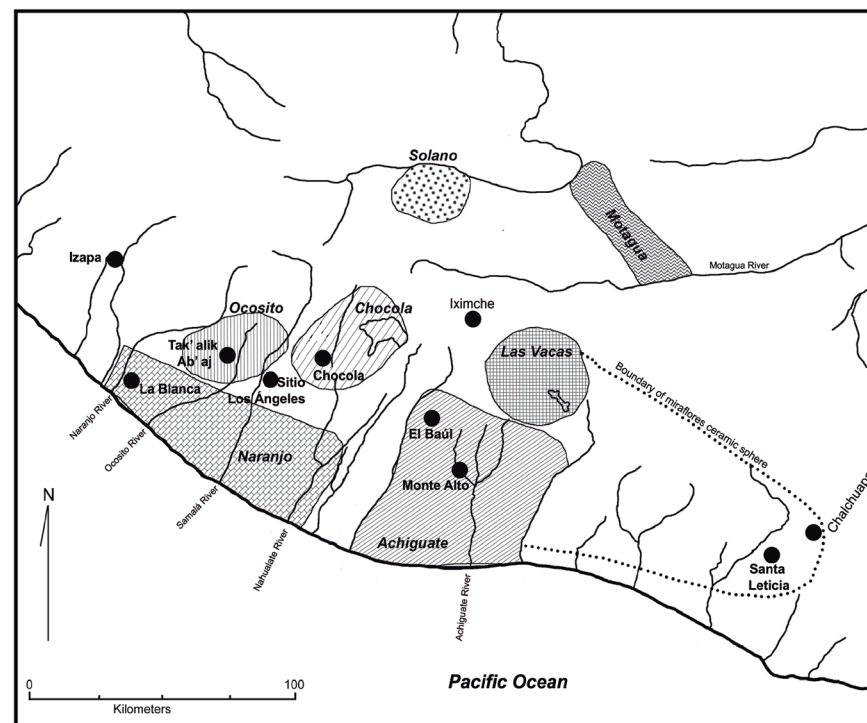 Solano
Motagua
Motagua River
Izapa
Ocosito
Chocola
Iximche
Tak' alik
Ab' aj
Chocola
Las Vacas
Boundary of miraflores ceramic sphere
La Blanca
Sitio
Los Ángeles
Naranjo River
El Baúl
Ocosito River
Naranjo
Monte Alto
Samalá River
N
Nahualate River
Achiguate
Chalchuapa
Santa
Leticia
Achiguate River
Pacific Ocean
0
100
Kilometers